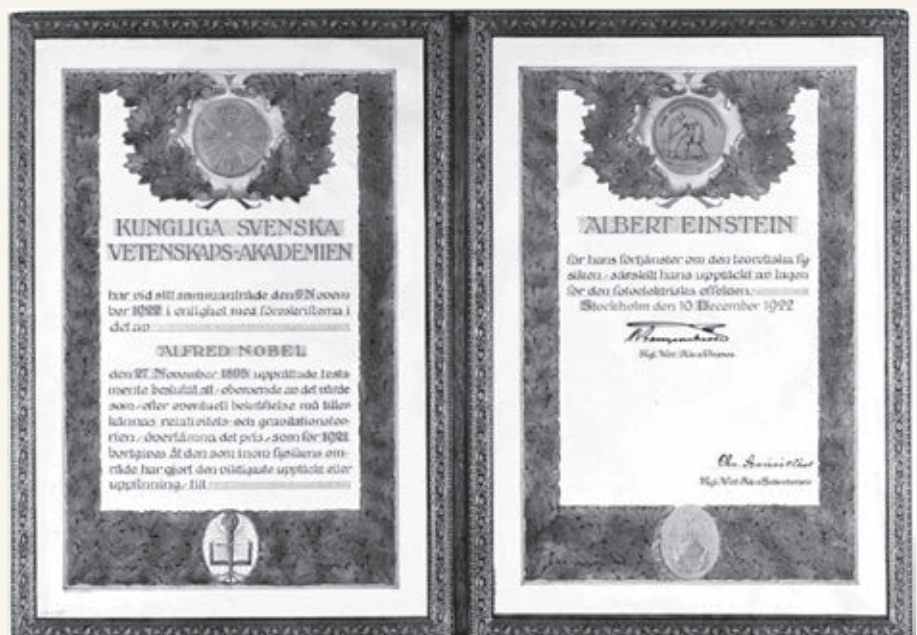 KUNGLIGA SVENSKA
VETENSKAPS-AKADEMIEN
har vid sitt sammanträde den 9 Novem
ber 1922 i enlighet med föreskrifterna i
det av
ALFRED NOBEL
den 27 November 1895 upprättade testa
mente beslutat att, oberoende av det värde
som, efter eventuell bekräftelse må tiller
kännas relativitets- och gravitationsteo
rien, överlämna det pris, som för 1921
bortgives åt den som inom fysikens om
råde har gjort den viktigaste upptäckt eller
uppfinning, till
ALBERT EINSTEIN
för hans förtjänster om den teoretiska fy
siken, särskilt hans upptäckt av lagen
för den fotoelektriska effekten.
Stockholm den 10 December 1922